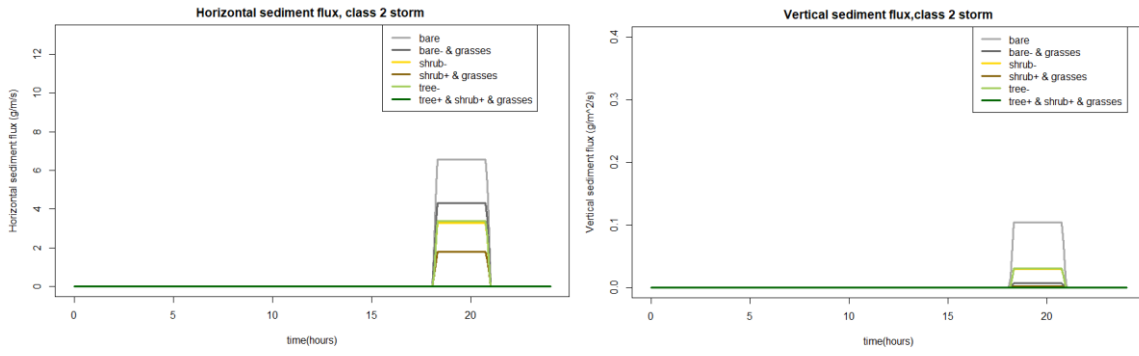 Horizontal sediment flux, class 2 storm
Horizontal sediment flux (g/m/s)
12
10
8
6
4
2
0
bare
bare- & grasses
shrub-
shrub+ & grasses
tree-
tree+ & shrub+ & grasses
0 5 10 15 20
time(hours)
Vertical sediment flux,class 2 storm
Vertical sediment flux (g/m^2/s)
0.4
0.3
0.2
0.1
0.0
bare
bare- & grasses
shrub-
shrub+ & grasses
tree-
tree+ & shrub+ & grasses
0 5 10 15 20
time(hours)